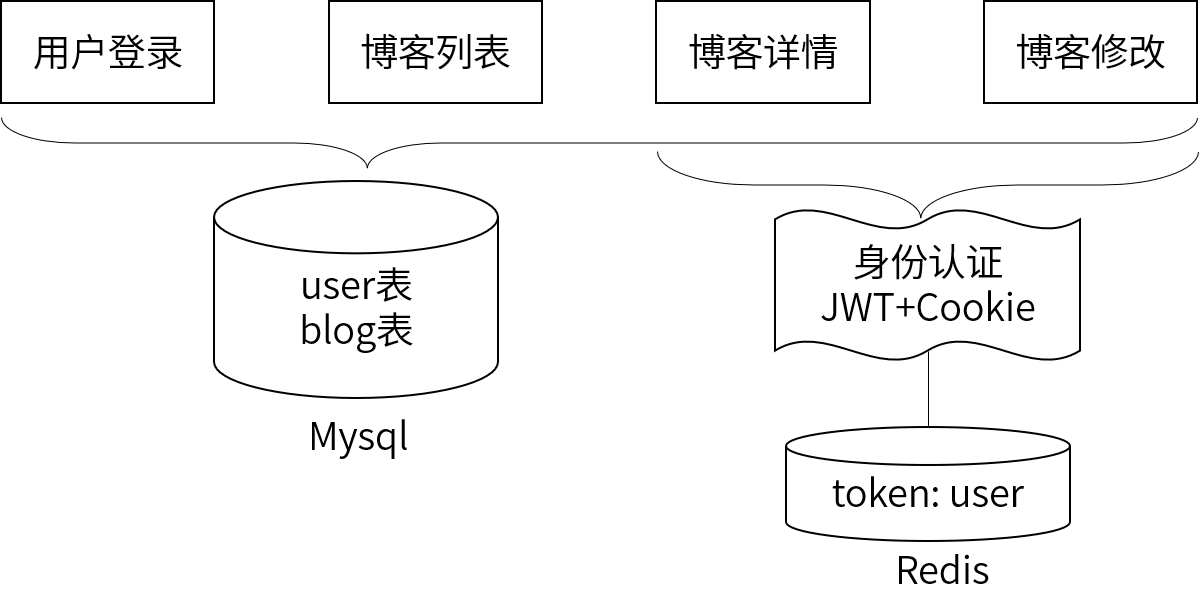 用户登录
博客列表
博客详情
博客修改
user表
blog表
Mysql
身份认证
JWT+Cookie
token: user
Redis